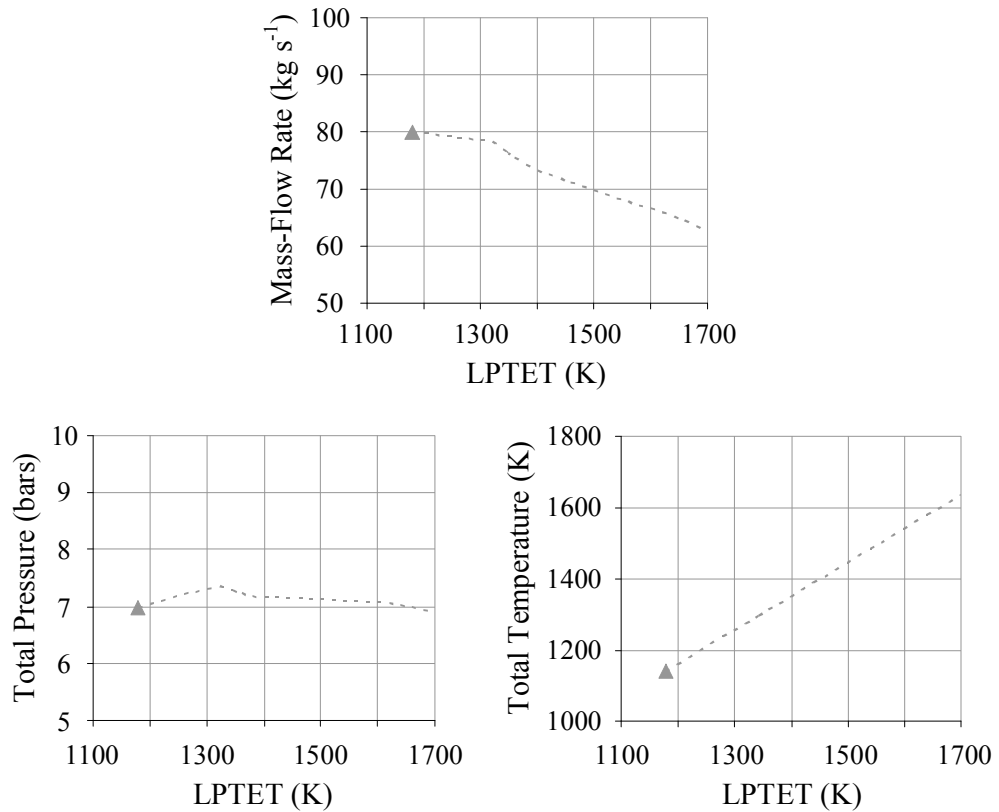 Mass-Flow Rate (kg s⁻¹)
100
90
80
70
60
50
1100 1300 1500 1700
LPTET (K)
Total Pressure (bars)
10
9
8
7
6
5
1100 1300 1500 1700
LPTET (K)
Total Temperature (K)
1800
1600
1400
1200
1000
1100 1300 1500 1700
LPTET (K)